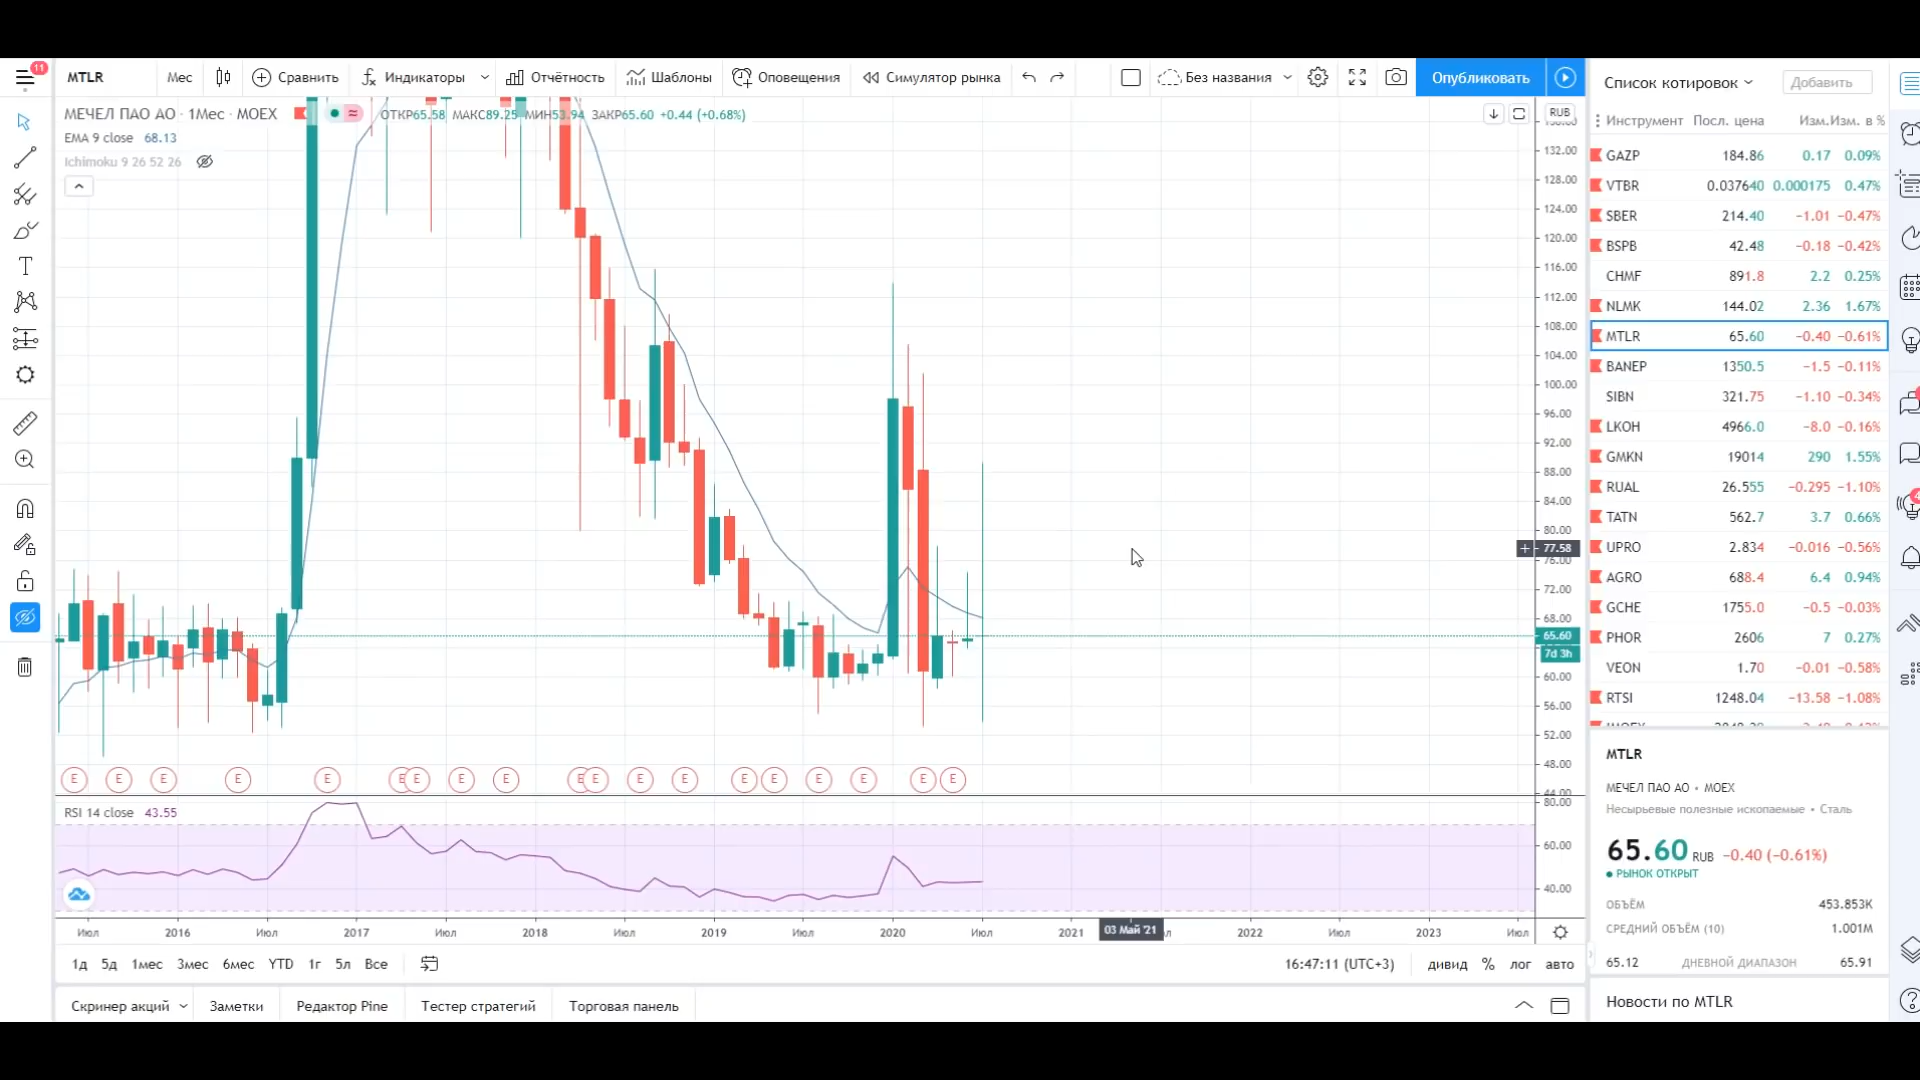 11
MTLR Мес Сравнить Индикаторы Отчётность Шаблоны Оповещения Симулятор рынка Без названия Опубликовать
МЕЧЕЛ ПАО АО · 1Мес · MOEX ОТКР65.58 МАКС89.25 МИН53.94 ЗАКР65.60 +0.44 (+0.68%)
EMA 9 close 68.13
Ichimoku 9 26 52 26
RUB
132.00
128.00
124.00
120.00
116.00
112.00
108.00
104.00
100.00
96.00
92.00
88.00
84.00
80.00
77.58
76.00
72.00
68.00
65.60
7d 3h
60.00
56.00
52.00
48.00
44.00
E E E E E E E E E E E E E E E E E E E E
RSI 14 close 43.55
80.00
60.00
40.00
Июл 2016 Июл 2017 Июл 2018 Июл 2019 Июл 2020 Июл 2021 03 Май '21 2022 Июл 2023 Июл
1д 5д 1мес 3мес 6мес YTD 1г 5л Все 16:47:11 (UTC+3) дивид % лог авто
Скринер акций Заметки Редактор Pine Тестер стратегий Торговая панель
Список котировок Добавить
Инструмент Посл. цена Изм. Изм. в %
GAZP 184.86 0.17 0.09%
VTBR 0.037640 0.000175 0.47%
SBER 214.40 −1.01 −0.47%
BSPB 42.48 −0.18 −0.42%
CHMF 891.8 2.2 0.25%
NLMK 144.02 2.36 1.67%
MTLR 65.60 −0.40 −0.61%
BANEP 1350.5 −1.5 −0.11%
SIBN 321.75 −1.10 −0.34%
LKOH 4966.0 −8.0 −0.16%
GMKN 19014 290 1.55%
RUAL 26.555 −0.295 −1.10%
TATN 562.7 3.7 0.66%
UPRO 2.834 −0.016 −0.56%
AGRO 688.4 6.4 0.94%
GCHE 1755.0 −0.5 −0.03%
PHOR 2606 7 0.27%
VEON 1.70 −0.01 −0.58%
RTSI 1248.04 −13.58 −1.08%
MTLR
МЕЧЕЛ ПАО АО • MOEX
Несырьевые полезные ископаемые • Сталь
65.60 RUB −0.40 (−0.61%)
РЫНОК ОТКРЫТ
ОБЪЁМ 453.853K
СРЕДНИЙ ОБЪЁМ (10) 1.001M
65.12 ДНЕВНОЙ ДИАПАЗОН 65.91
Новости по MTLR